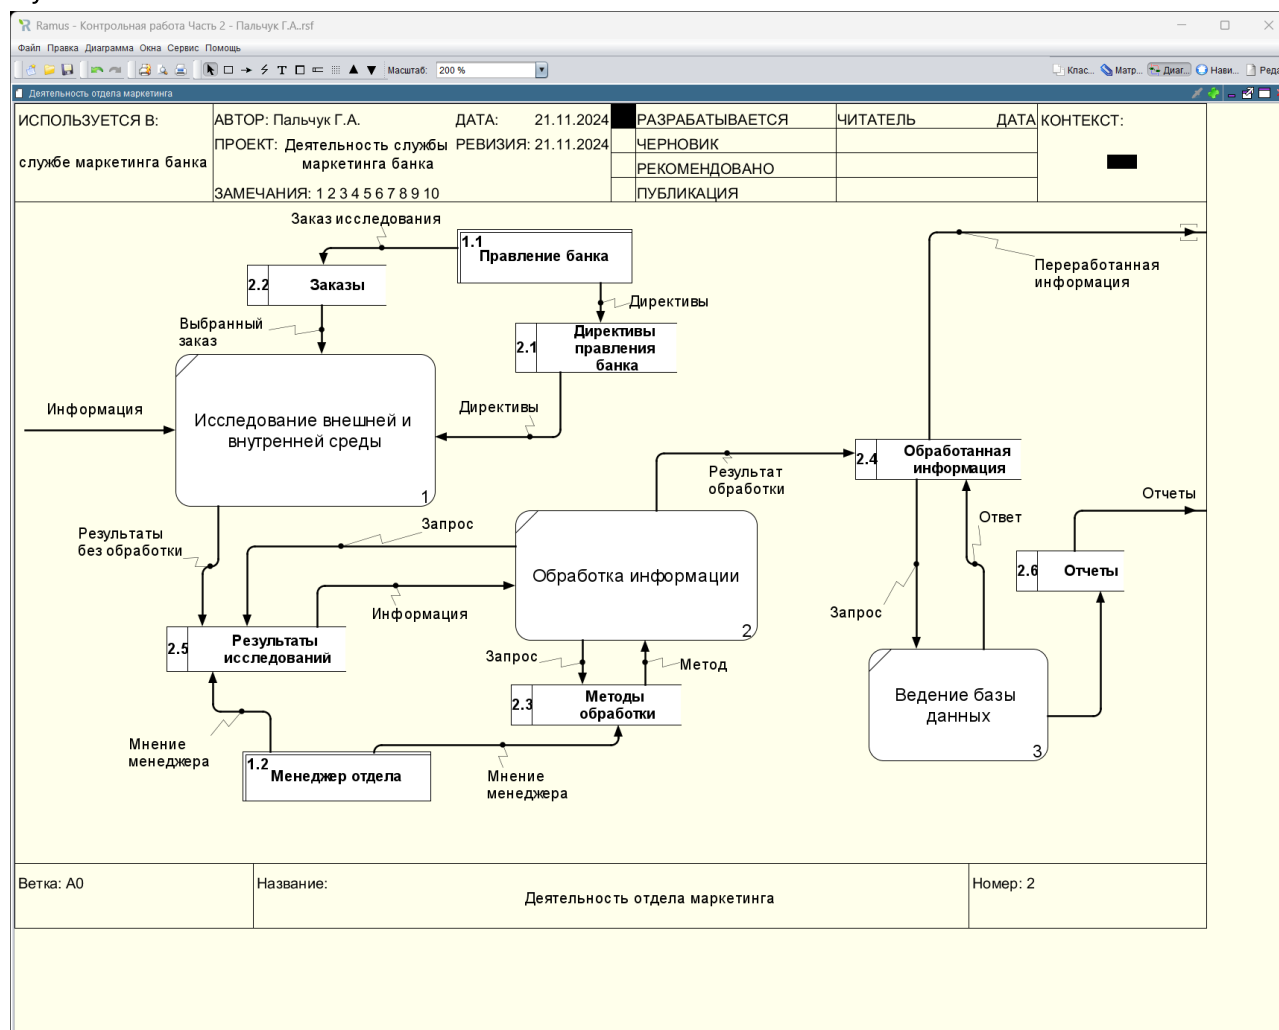 Ramus - Контрольная работа Часть 2 - Пальчук Г.А..rsf
Файл Правка Диаграмма Окна Сервис Помощь
Масштаб: 200 %
Клас... Матр... Диаг... Нави... Реда
Деятельность отдела маркетинга
ИСПОЛЬЗУЕТСЯ В:
службе маркетинга банка
АВТОР: Пальчук Г.А.
ДАТА: 21.11.2024
ПРОЕКТ: Деятельность службы
маркетинга банка
РЕВИЗИЯ: 21.11.2024
ЗАМЕЧАНИЯ: 1 2 3 4 5 6 7 8 9 10
РАЗРАБАТЫВАЕТСЯ
ЧЕРНОВИК
РЕКОМЕНДОВАНО
ПУБЛИКАЦИЯ
ЧИТАТЕЛЬ ДАТА
КОНТЕКСТ:
Заказ исследования
1.1
Правление банка
2.2 Заказы
Директивы
Выбранный
заказ
2.1
Директивы
правления
банка
Переработанная
информация
Информация
Исследование внешней и
внутренней среды
1
Директивы
Результат
обработки
2.4
Обработанная
информация
Отчеты
Результаты
без обработки
Запрос
Ответ
Обработка информации
2
Информация
Запрос
2.6 Отчеты
2.5
Результаты
исследований
Запрос
Метод
2.3
Методы
обработки
Ведение базы
данных
3
Мнение
менеджера
1.2
Менеджер отдела
Мнение
менеджера
Ветка: A0
Название:
Деятельность отдела маркетинга
Номер: 2